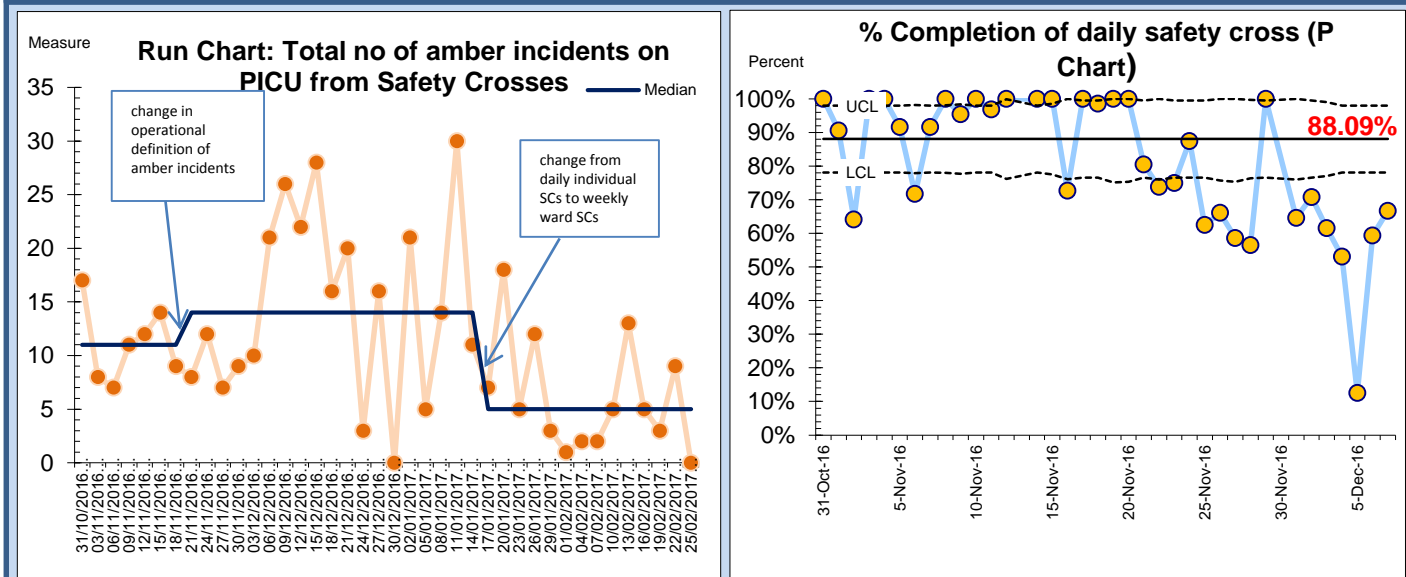 Measure
Run Chart: Total no of amber incidents on
PICU from Safety Crosses
Median
change in
operational
definition of
amber incidents
change from
daily individual
SCs to weekly
ward SCs
35
30
25
20
15
10
5
0
31/10/2016..
03/11/2016..
06/11/2016..
09/11/2016..
12/11/2016..
15/11/2016..
18/11/2016..
21/11/2016..
24/11/2016..
27/11/2016..
30/11/2016..
03/12/2016..
06/12/2016..
09/12/2016..
12/12/2016..
15/12/2016..
18/12/2016..
21/12/2016..
24/12/2016..
27/12/2016..
30/12/2016..
02/01/2017..
05/01/2017..
08/01/2017..
11/01/2017..
14/01/2017..
17/01/2017..
20/01/2017..
23/01/2017..
26/01/2017..
29/01/2017..
01/02/2017..
04/02/2017..
07/02/2017..
10/02/2017..
13/02/2017..
16/02/2017..
19/02/2017..
22/02/2017..
25/02/2017..
% Completion of daily safety cross (P
Chart)
Percent
100%
90%
80%
70%
60%
50%
40%
30%
20%
10%
0%
UCL
88.09%
LCL
31-Oct-16
5-Nov-16
10-Nov-16
15-Nov-16
20-Nov-16
25-Nov-16
30-Nov-16
5-Dec-16